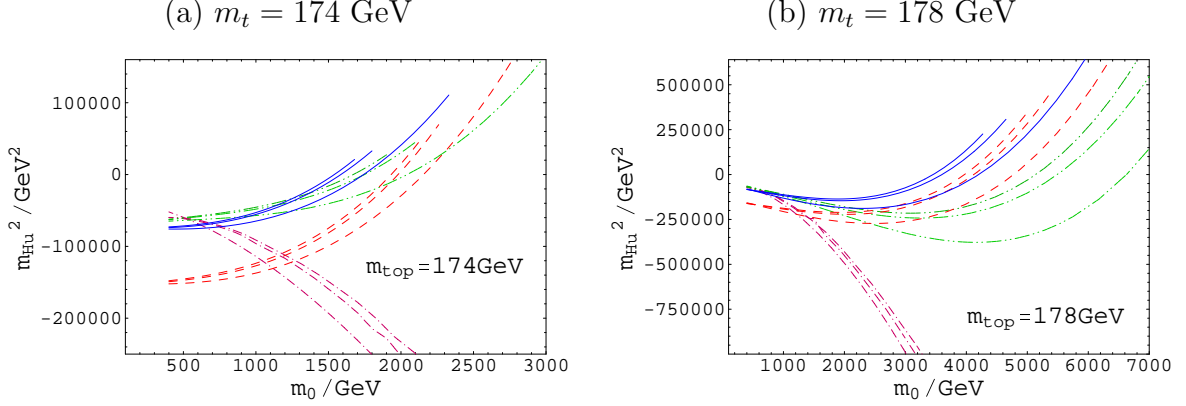 (a) m_t = 174 GeV
(b) m_t = 178 GeV
m_Hu^2/GeV^2
100000
0
-100000
-200000
m_top=174GeV
500 1000 1500 2000 2500 3000
m_0/GeV
m_Hu^2/GeV^2
500000
250000
0
-250000
-500000
-750000
m_top=178GeV
1000 2000 3000 4000 5000 6000 7000
m_0/GeV